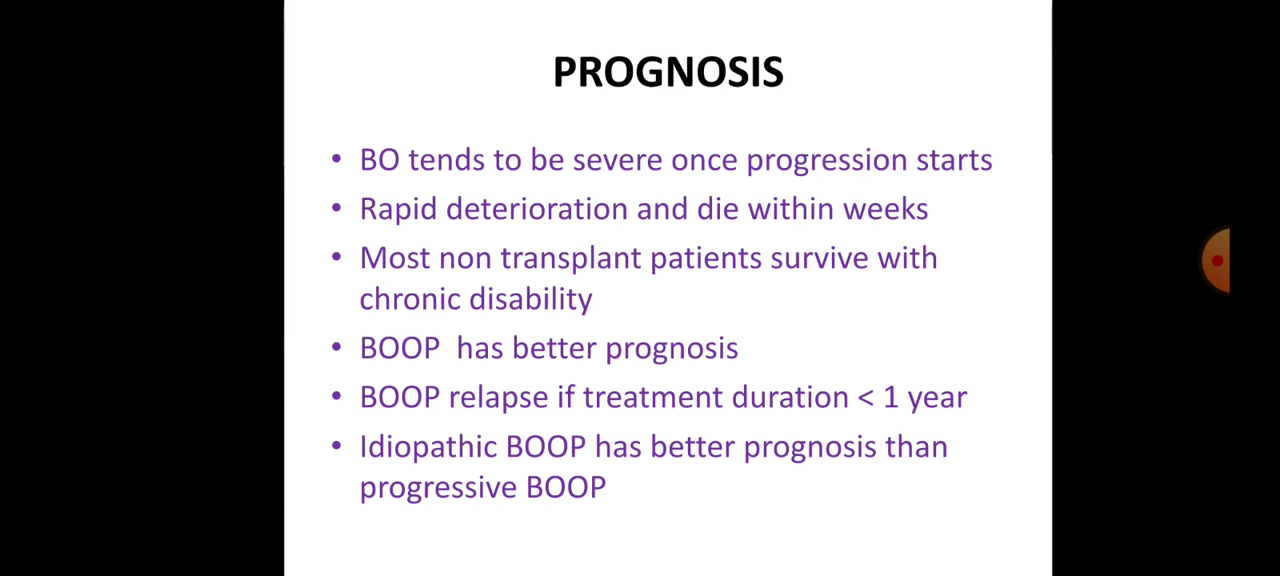 PROGNOSIS
• BO tends to be severe once progression starts
• Rapid deterioration and die within weeks
• Most non transplant patients survive with
chronic disability
• BOOP  has better prognosis
• BOOP relapse if treatment duration < 1 year
• Idiopathic BOOP has better prognosis than
progressive BOOP